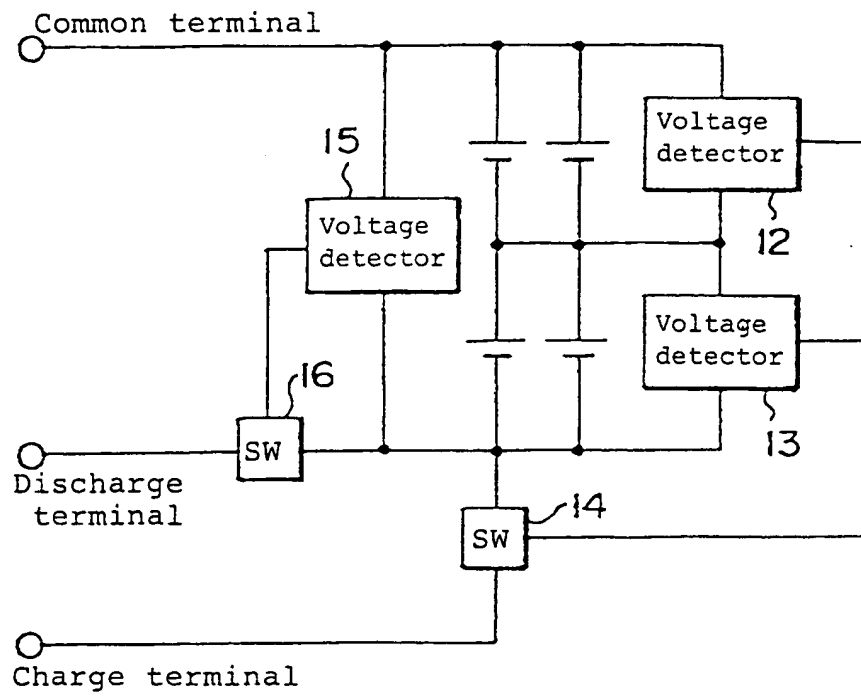 Common terminal
15
Voltage
detector
Voltage
detector
12
Voltage
detector
13
16
SW
Discharge
terminal
14
SW
Charge terminal